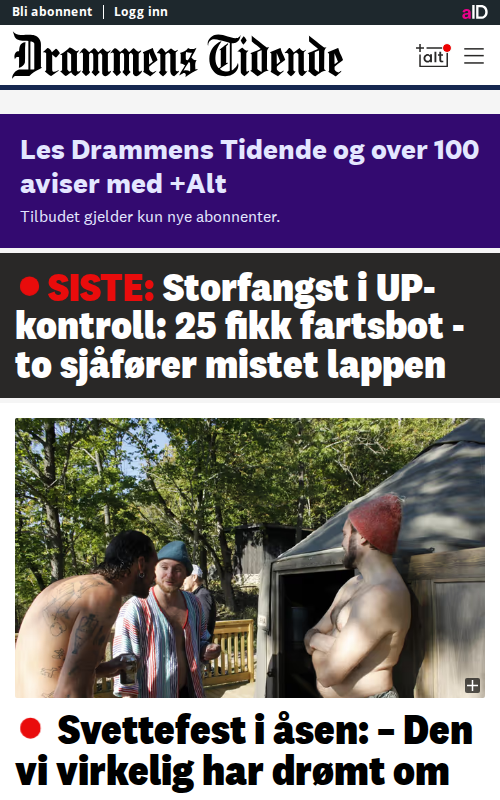 Bli abonnent | Logg inn
aID
Drammens Tidende
+alt
Les Drammens Tidende og over 100
aviser med +Alt
Tilbudet gjelder kun nye abonnenter.
SISTE: Storfangst i UP-
kontroll: 25 fikk fartsbot -
to sjåfører mistet lappen
Svettefest i åsen: – Den
vi virkelig har drømt om